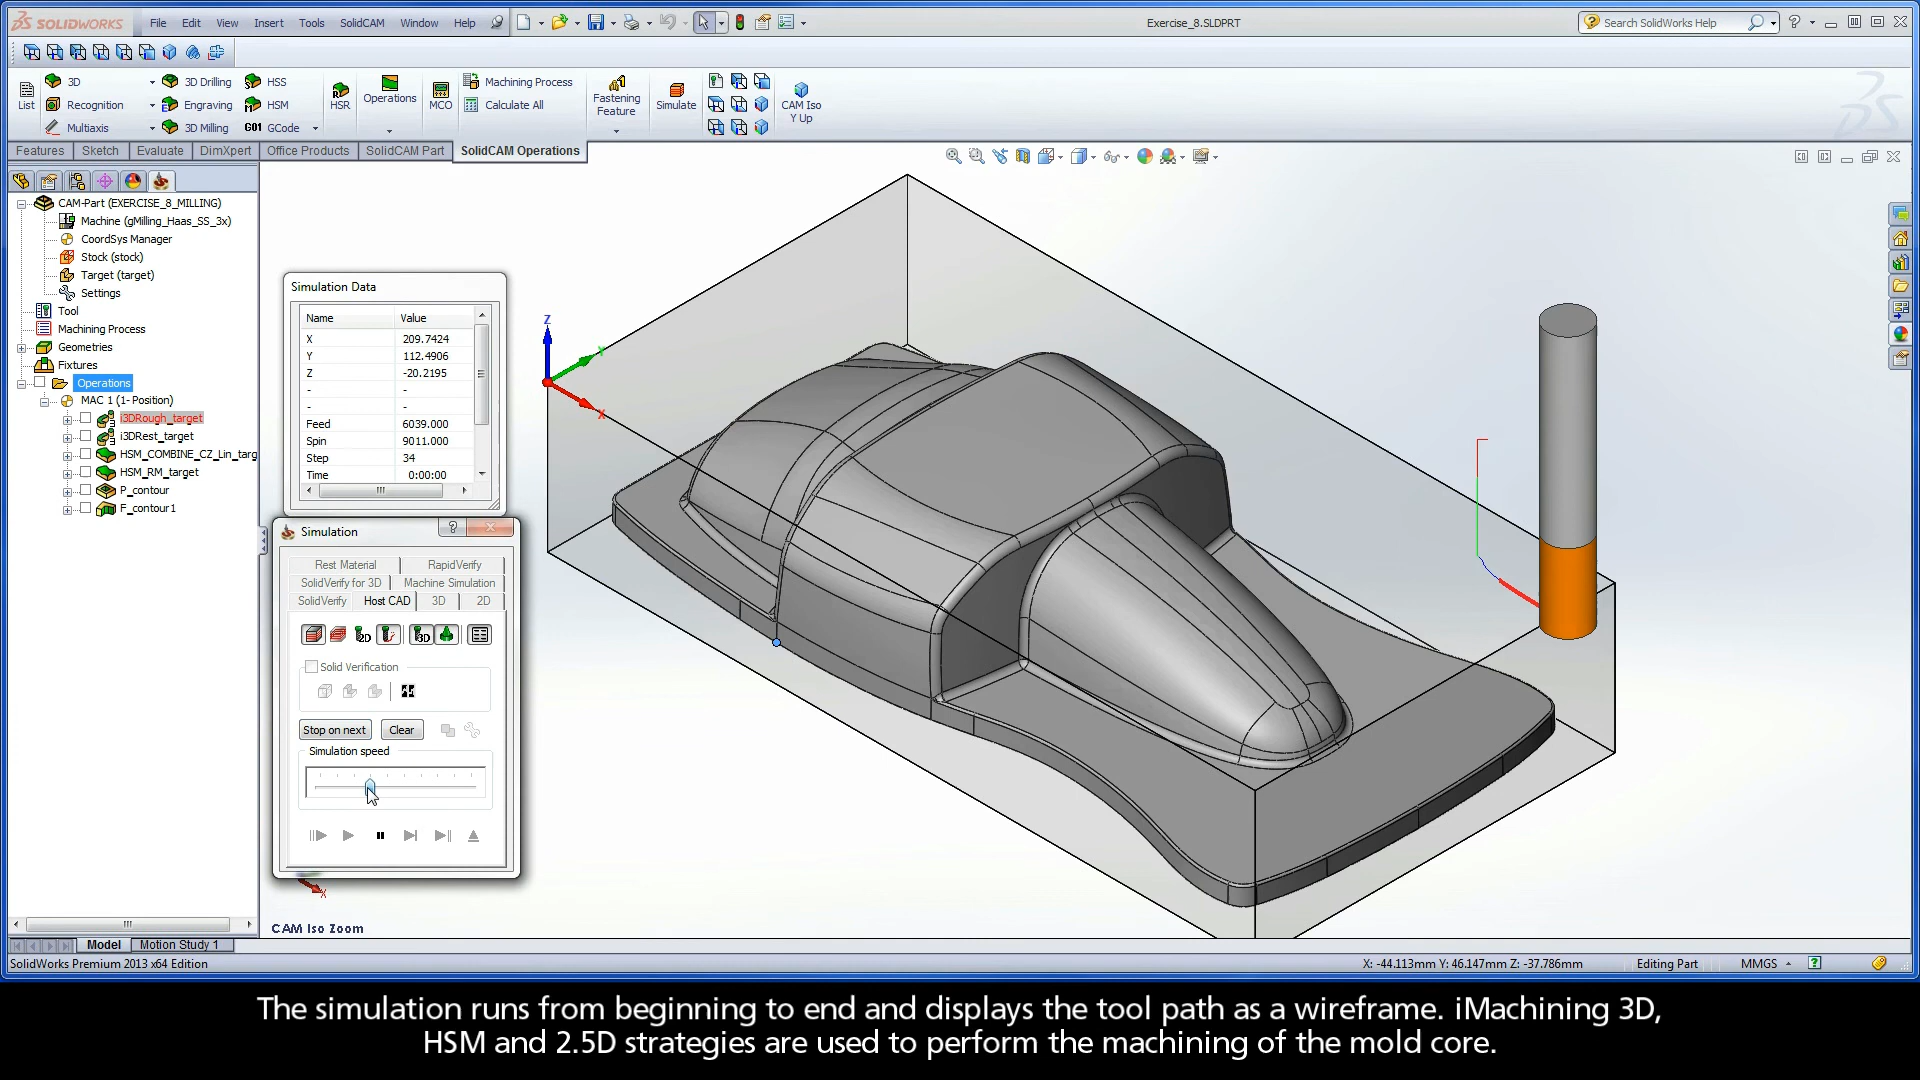 SOLIDWORKS File Edit View Insert Tools SolidCAM Window Help Exercise_8.SLDPRT Search SolidWorks Help
List 3D 3D Drilling HSS HSR Operations MCO Machining Process Fastening Feature Simulate CAM Iso Y Up
Recognition Engraving HSM Calculate All
Multiaxis 3D Milling G01 GCode
Features Sketch Evaluate DimXpert Office Products SolidCAM Part SolidCAM Operations
CAM-Part (EXERCISE_8_MILLING)
Machine (gMilling_Haas_SS_3x)
CoordSys Manager
Stock (stock)
Target (target)
Settings
Tool
Machining Process
Geometries
Fixtures
Operations
MAC 1 (1- Position)
i3DRough_target
i3DRest_target
HSM_COMBINE_CZ_Lin_targ
HSM_RM_target
P_contour
F_contour1
Simulation Data
Name Value
X 209.7424
Y 112.4906
Z -20.2195
- -
- -
Feed 6039.000
Spin 9011.000
Step 34
Time 0:00:00
Simulation
Rest Material RapidVerify
SolidVerify for 3D Machine Simulation
SolidVerify Host CAD 3D 2D
2D 3D
Solid Verification
Stop on next Clear
Simulation speed
Z
X
X
CAM Iso Zoom
Model Motion Study 1
SolidWorks Premium 2013 x64 Edition X: -44.113mm Y: 46.147mm Z: -37.786mm Editing Part MMGS
The simulation runs from beginning to end and displays the tool path as a wireframe. iMachining 3D,
HSM and 2.5D strategies are used to perform the machining of the mold core.